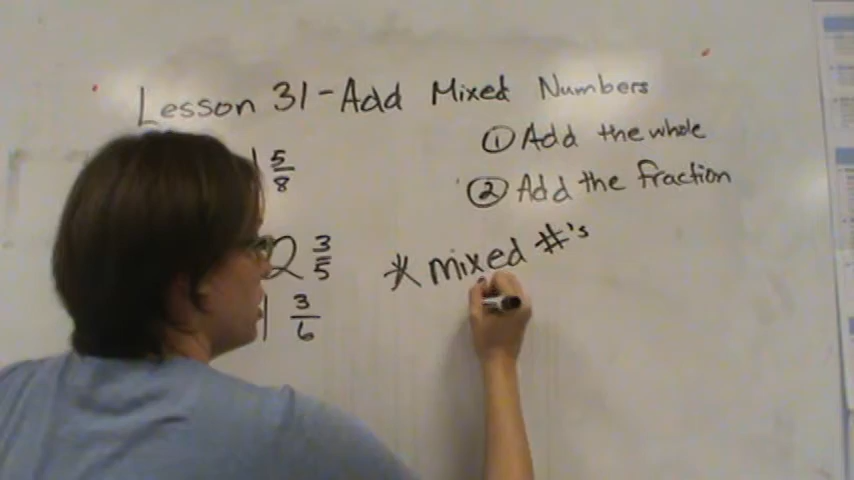 Lesson 31 - Add Mixed Numbers
① Add the whole
② Add the fraction
1 5/8
2 3/5
1 3/6
* mixed #'s